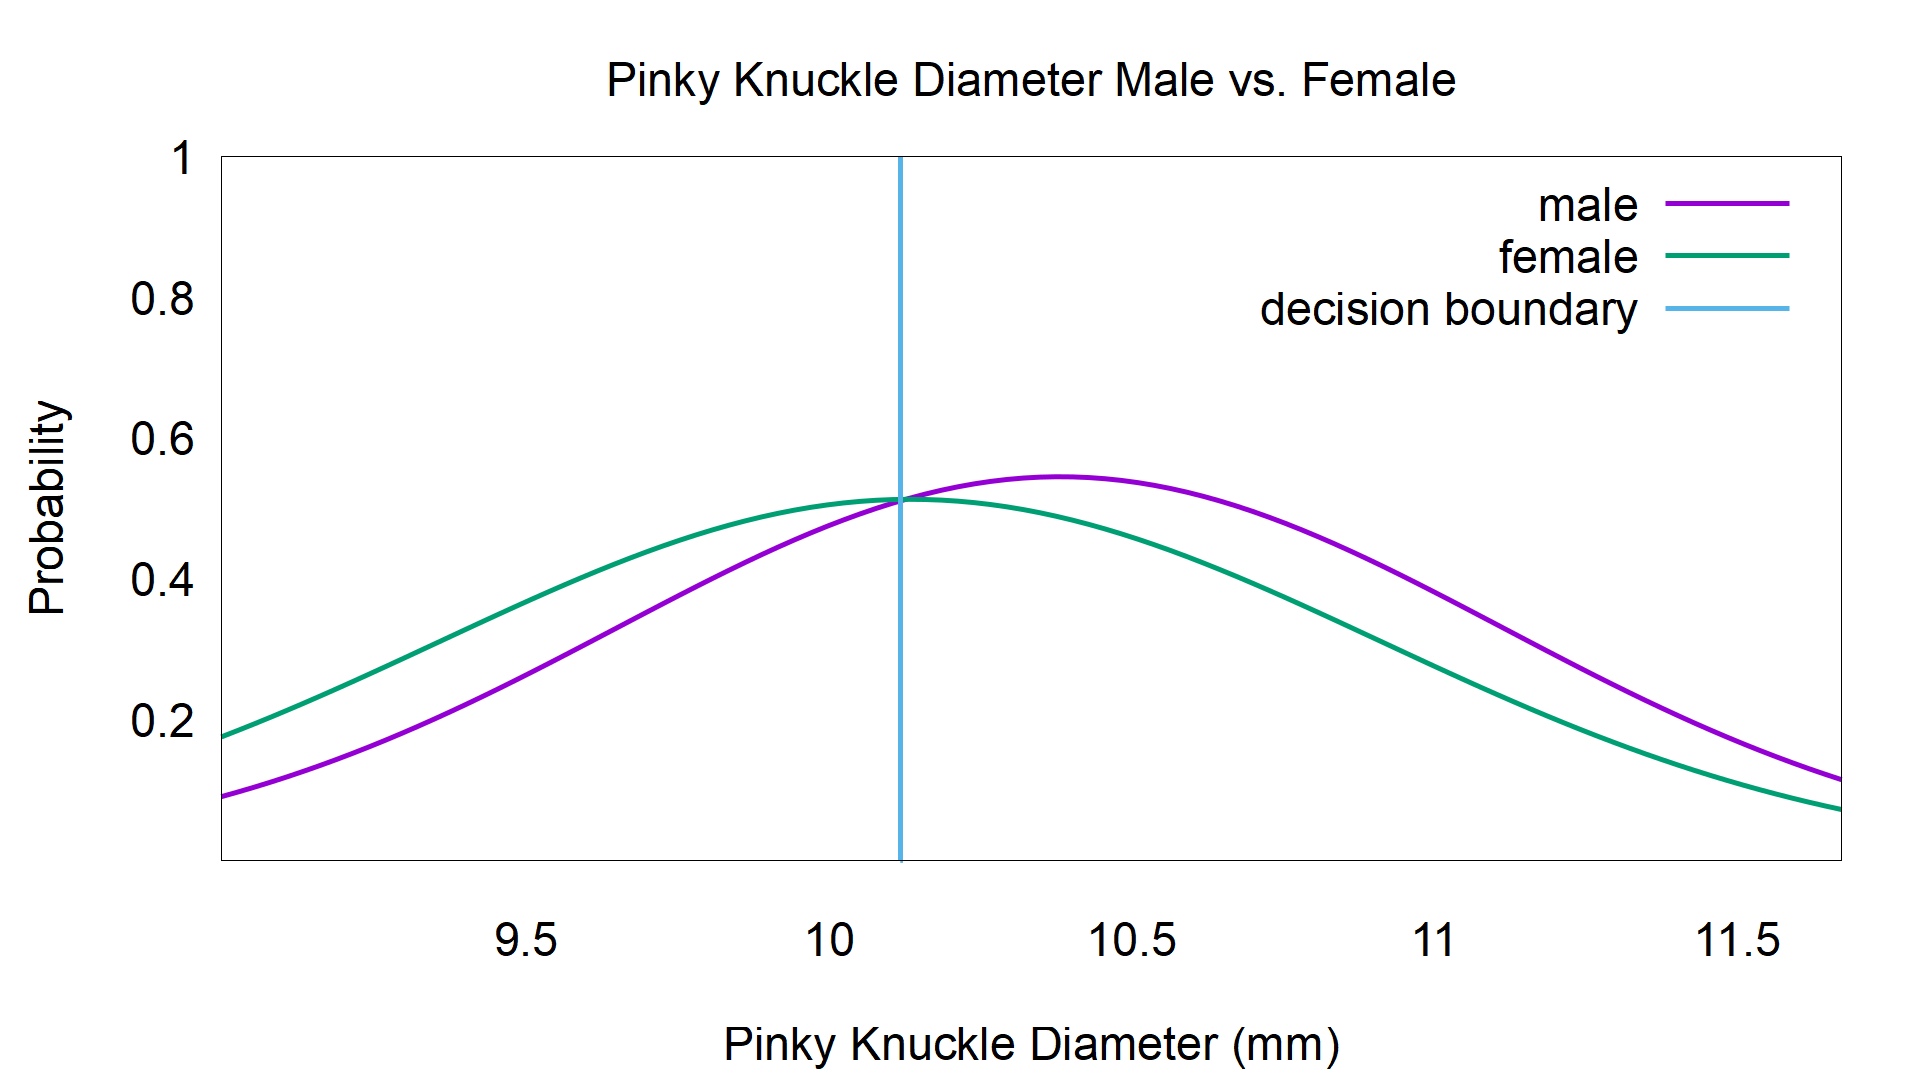 Pinky Knuckle Diameter Male vs. Female
1
0.8
0.6
0.4
0.2
Probability
male
female
decision boundary
9.5 10 10.5 11 11.5
Pinky Knuckle Diameter (mm)